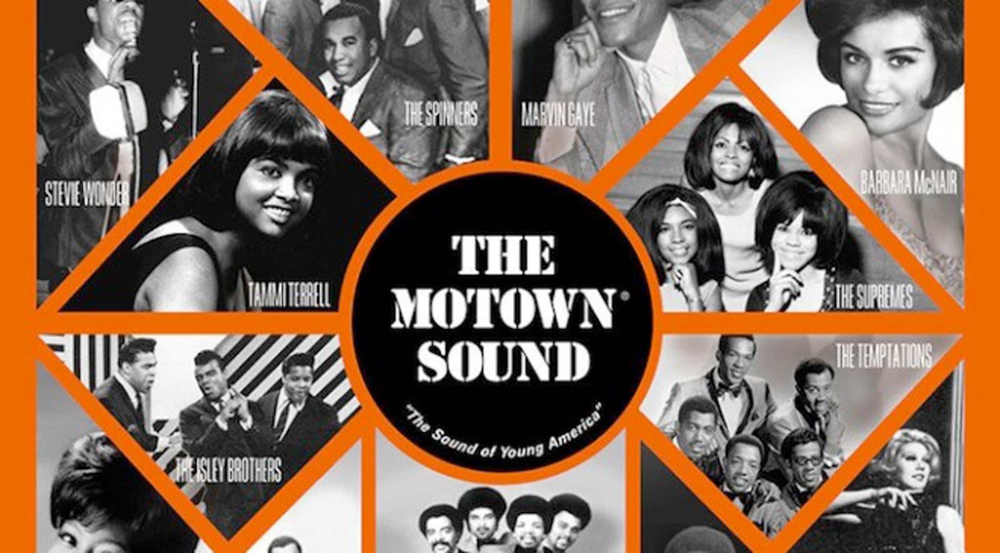 THE SPINNERS
MARVIN GAYE
STEVIE WONDER
BARBARA McNAIR
TAMMI TERRELL
THE SUPREMES
THE
MOTOWN®
SOUND
"The Sound of Young America"
THE TEMPTATIONS
THE ISLEY BROTHERS